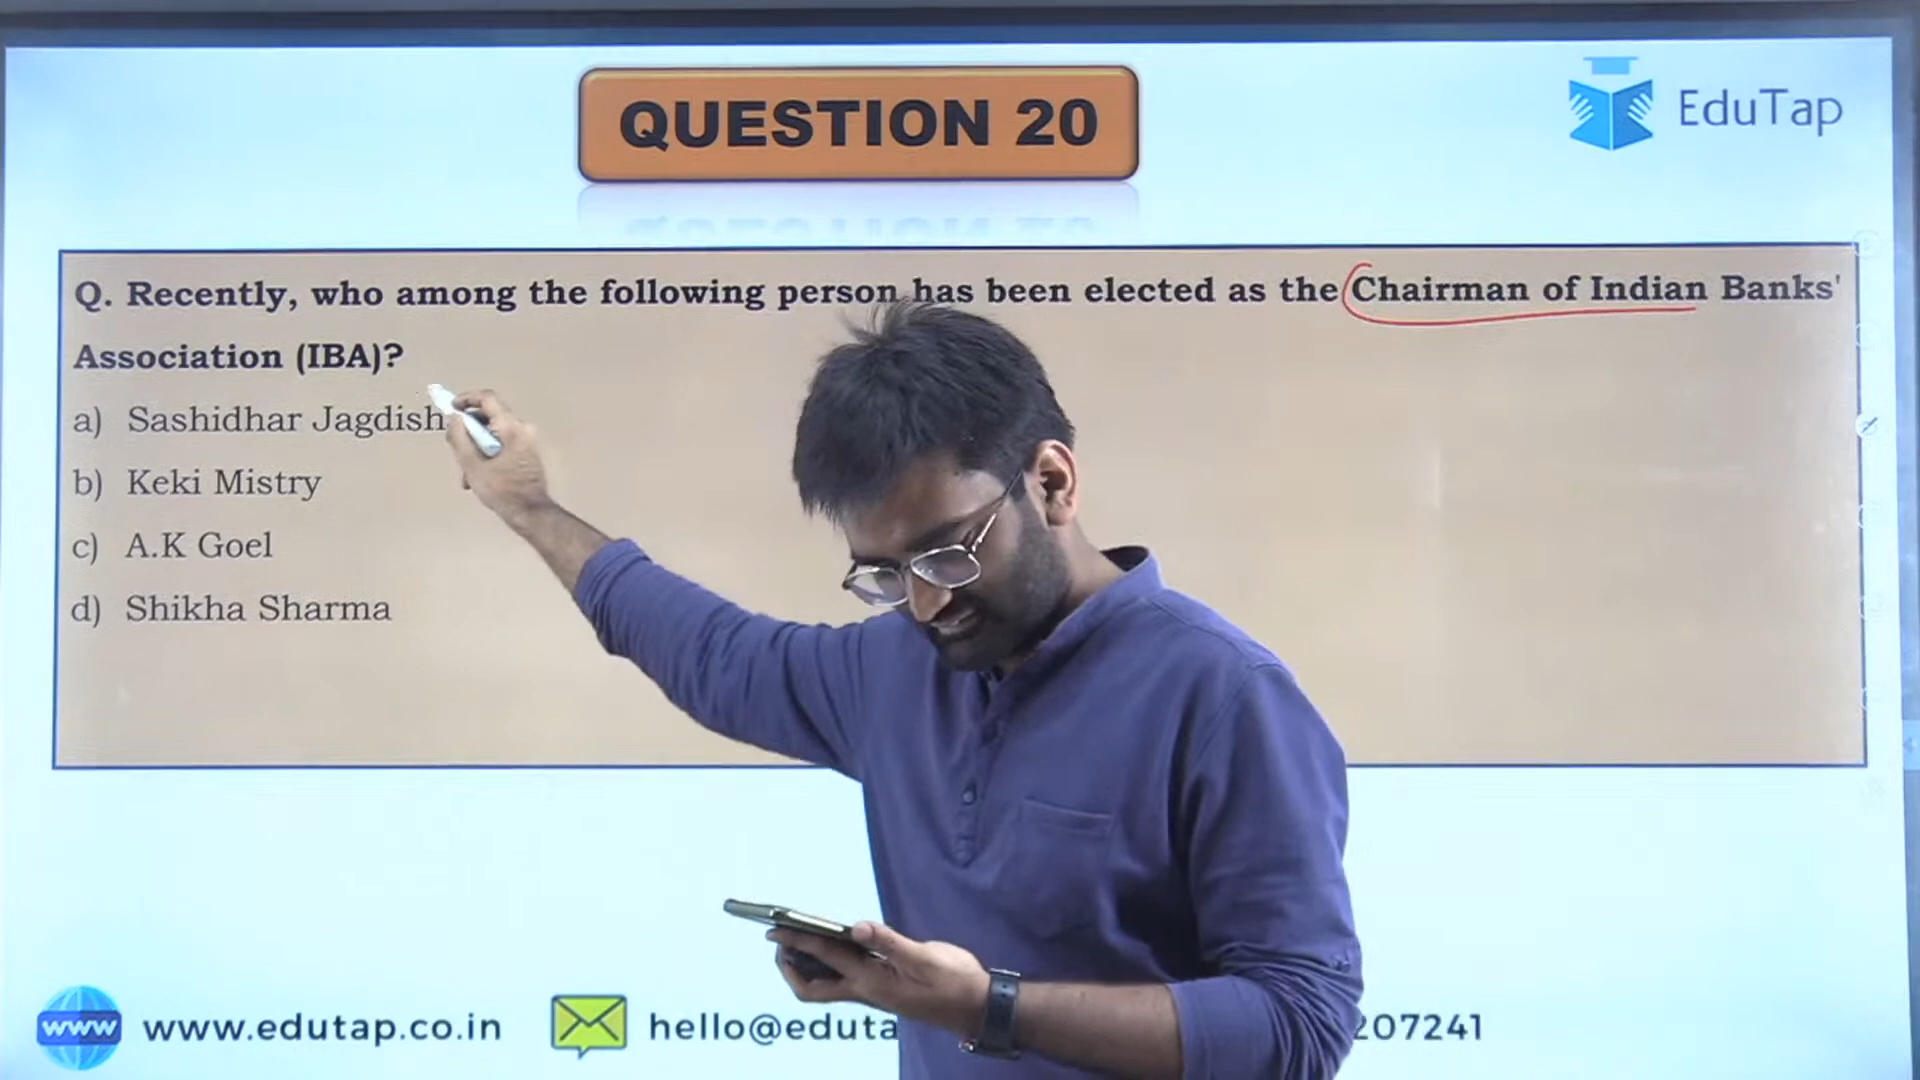 QUESTION 20
EduTap
Q. Recently, who among the following person has been elected as the Chairman of Indian Banks'
Association (IBA)?
a) Sashidhar Jagdish
b) Keki Mistry
c) A.K Goel
d) Shikha Sharma
www www.edutap.co.in hello@eduta 207241